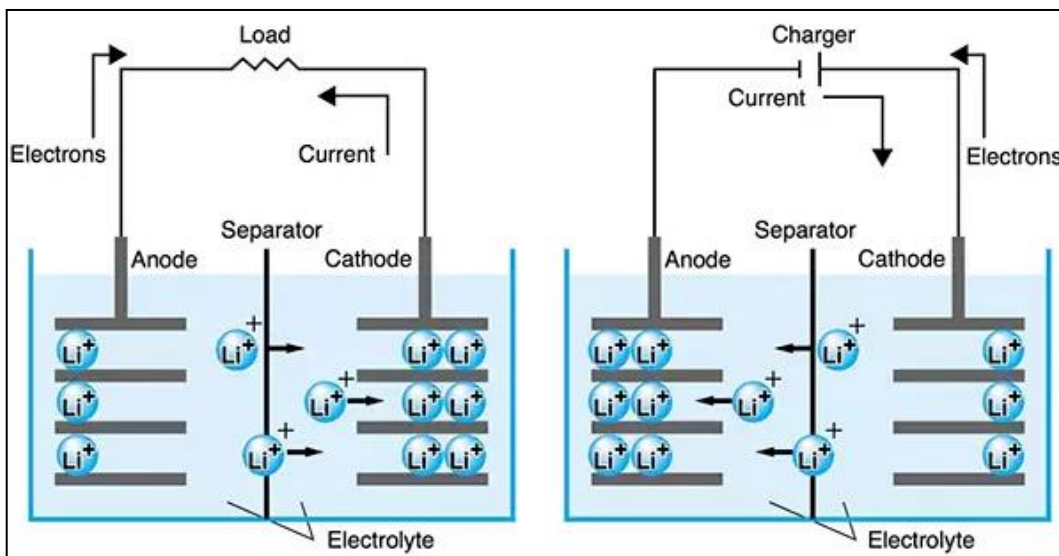 Load
Electrons
Current
Separator
Anode
Cathode
Li+ + Li+ Li+
Li+
Li+ Li+ + Li+ Li+
Li+ Li+ + Li+ Li+
Electrolyte
Charger
Current
Electrons
Separator
Anode
Cathode
Li+ Li+ Li+ + Li+
Li+ Li+ Li+ + Li+
Li+ Li+ Li+ + Li+
Electrolyte